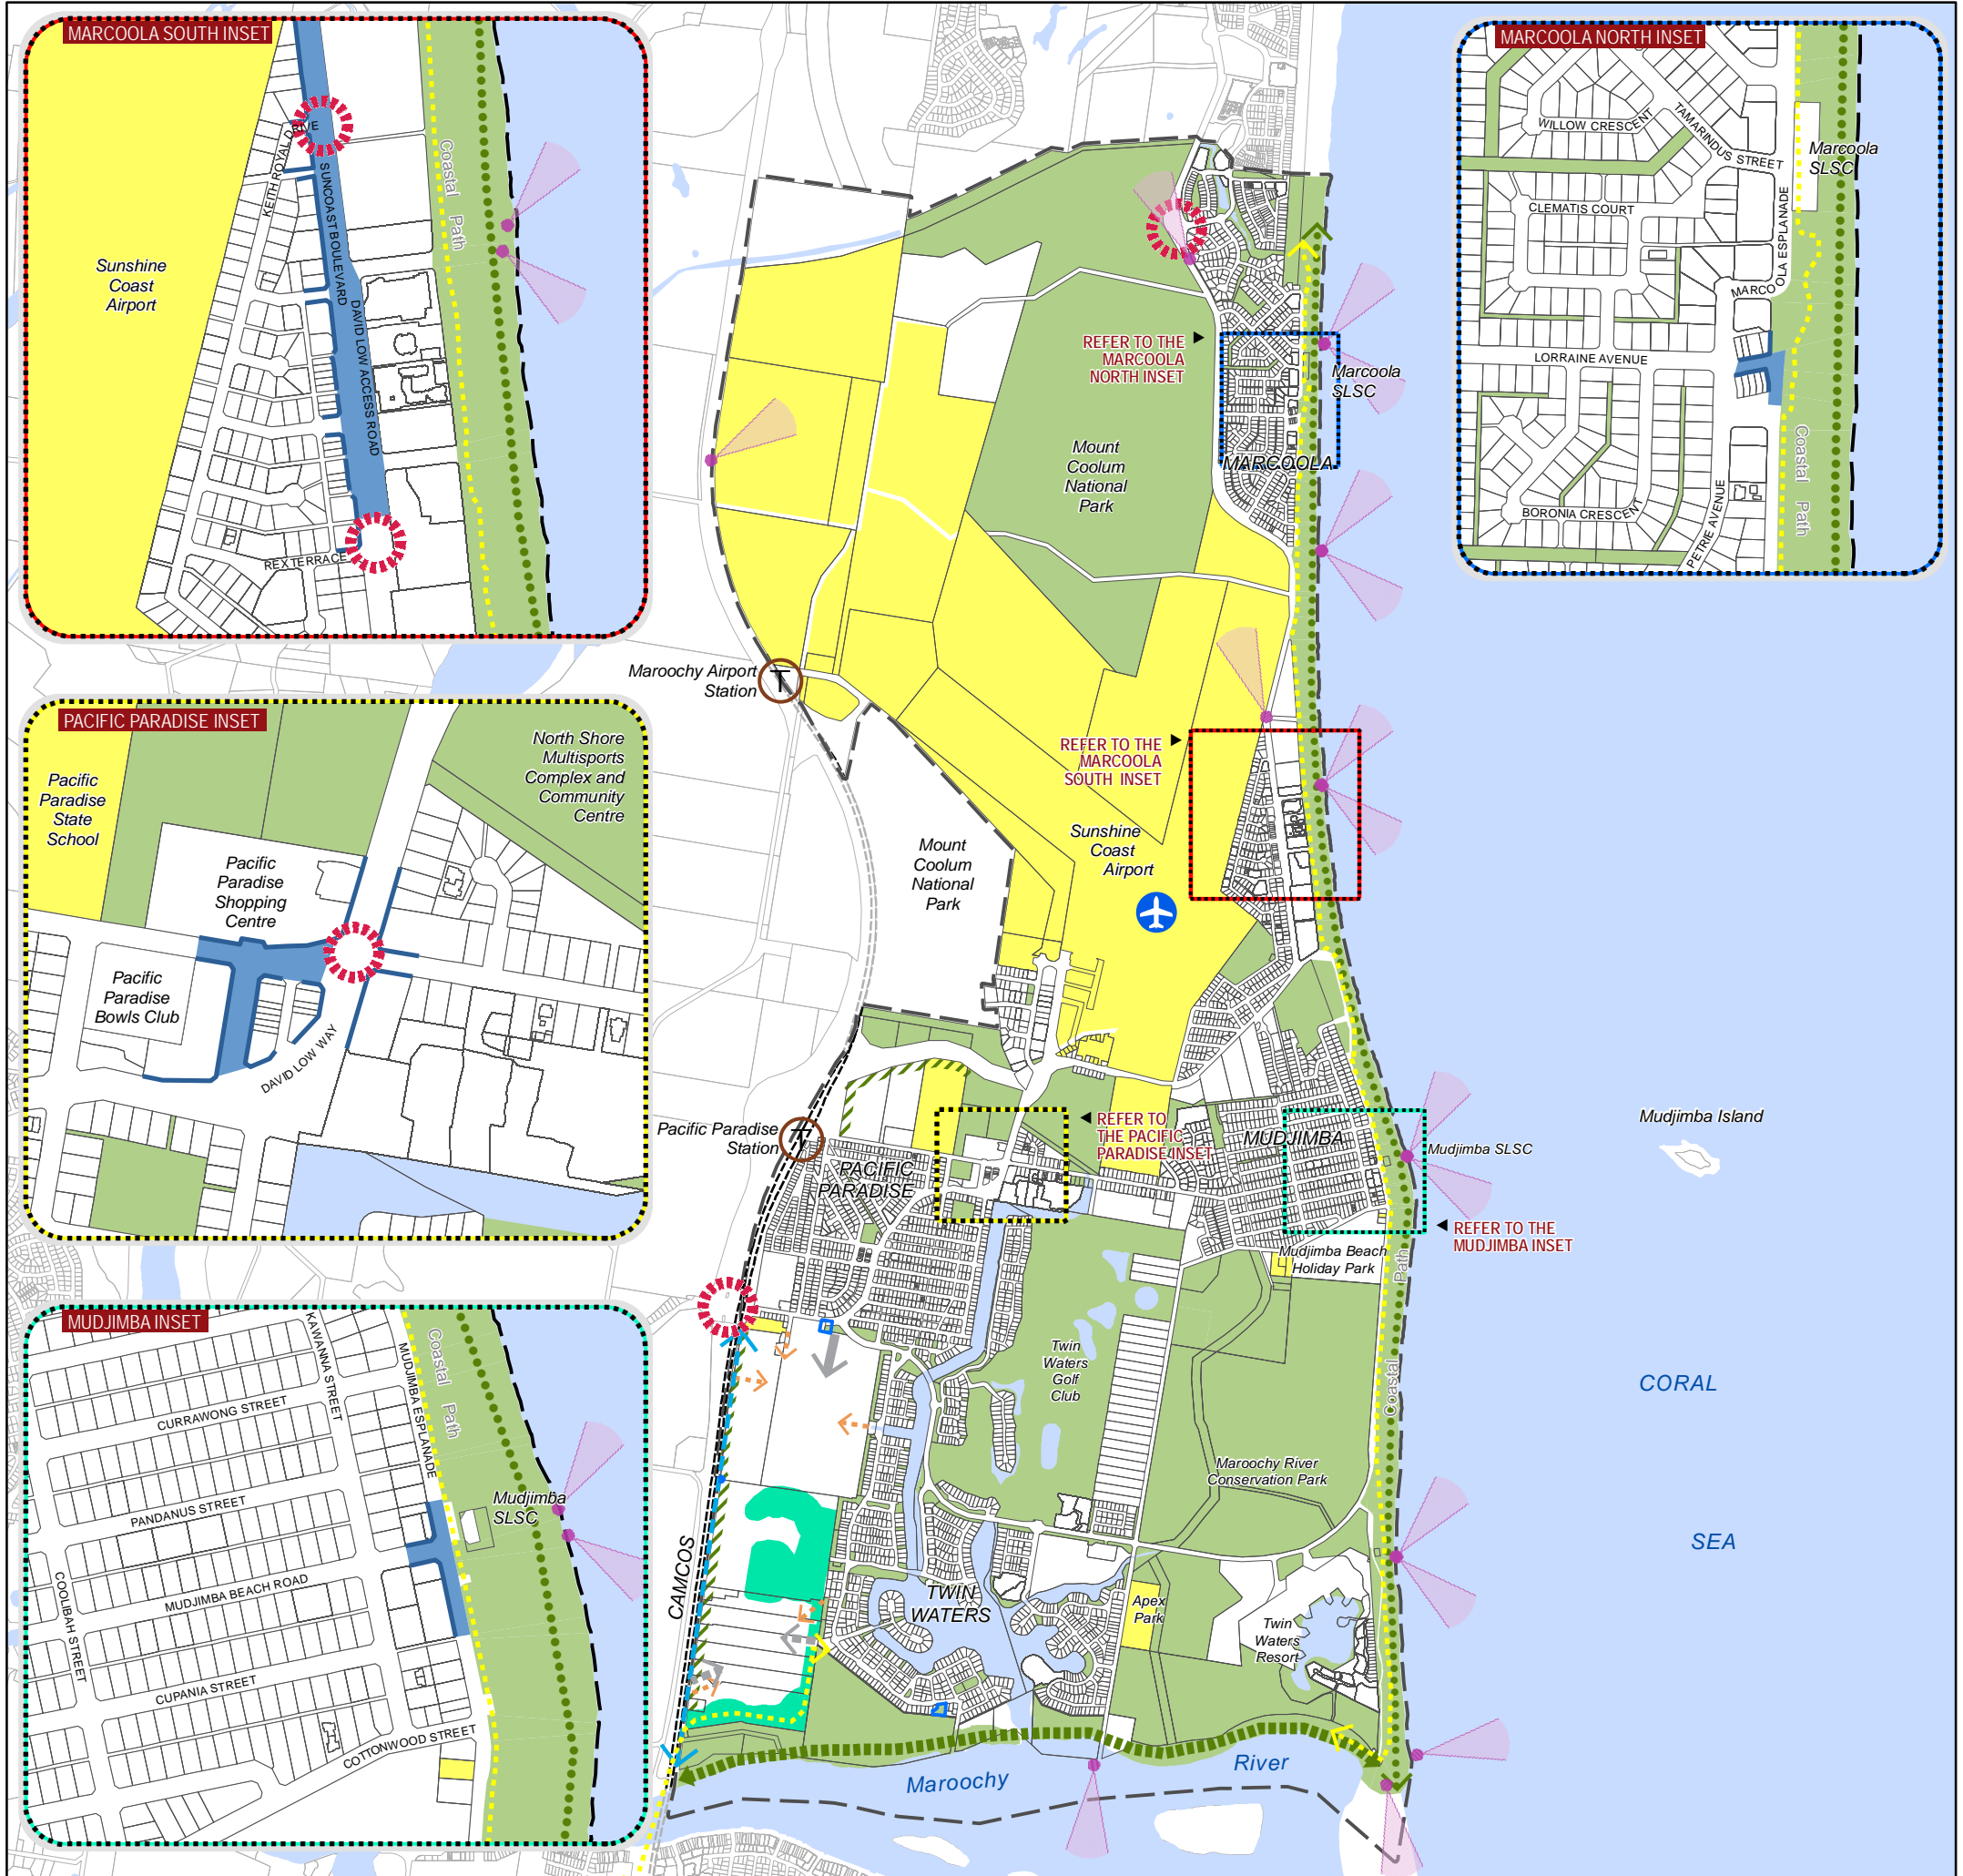 MARCOOLA SOUTH INSET
KEITH ROYAL DRIVE
SUNCOAST BOULEVARD
DAVID LOW ACCESS ROAD
Coastal Path
Sunshine
Coast
Airport
REX TERRACE
MARCOOLA NORTH INSET
WILLOW CRESCENT
TAMARINDUS STREET
Marcoola
SLSC
CLEMATIS COURT
MARCOOLA ESPLANADE
LORRAINE AVENUE
BORONIA CRESCENT
PETRIE AVENUE
Coastal Path
REFER TO THE
MARCOOLA
NORTH INSET
Marcoola
SLSC
MARCOOLA
Mount
Coolum
National
Park
Maroochy Airport
Station
T
REFER TO THE
MARCOOLA
SOUTH INSET
Sunshine
Coast
Airport
Mount
Coolum
National
Park
PACIFIC PARADISE INSET
North Shore
Multisports
Complex and
Community
Centre
Pacific
Paradise
State
School
Pacific
Paradise
Shopping
Centre
Pacific
Paradise
Bowls Club
DAVID LOW WAY
Pacific Paradise
Station
T
PACIFIC
PARADISE
REFER TO
THE PACIFIC
PARADISE INSET
MUDJIMBA
Mudjimba Island
Mudjimba SLSC
REFER TO THE
MUDJIMBA INSET
Mudjimba Beach
Holiday Park
Coastal Path
Twin
Waters
Golf
Club
CORAL
SEA
Maroochy River
Conservation Park
CAMCOS
TWIN
WATERS
Apex
Park
Twin
Waters
Resort
Maroochy River
MUDJIMBA INSET
KAWANNA STREET
MUDJIMBA ESPLANADE
Coastal Path
CURRAWONG STREET
PANDANUS STREET
Mudjimba
SLSC
COOLIBAH STREET
MUDJIMBA BEACH ROAD
CUPANIA STREET
COTTONWOOD STREET